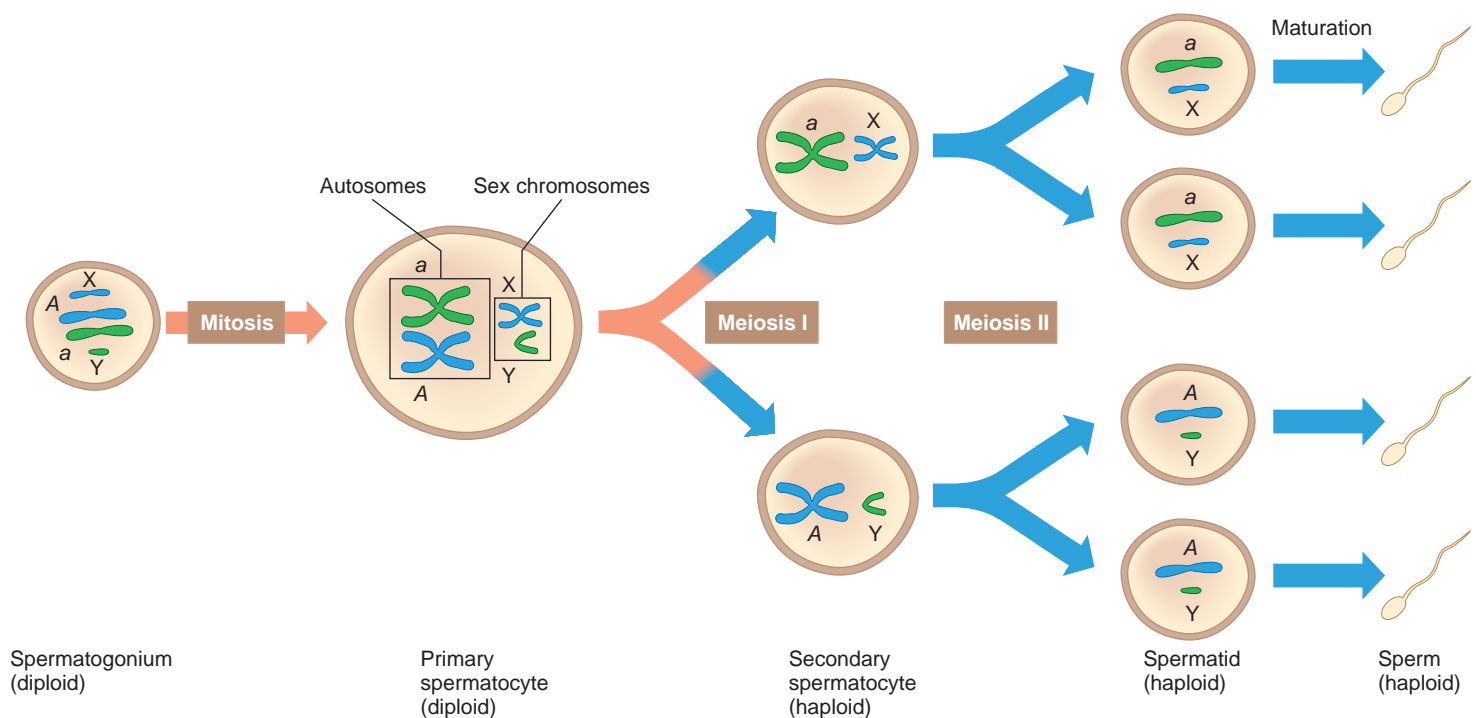 Maturation
a
X
a
X
Autosomes
Sex chromosomes
a
X
A
Y
X
A
a
Y
Mitosis
Meiosis I
Meiosis II
a
X
A
Y
A
Y
A
Y
Spermatogonium
(diploid)
Primary
spermatocyte
(diploid)
Secondary
spermatocyte
(haploid)
Spermatid
(haploid)
Sperm
(haploid)